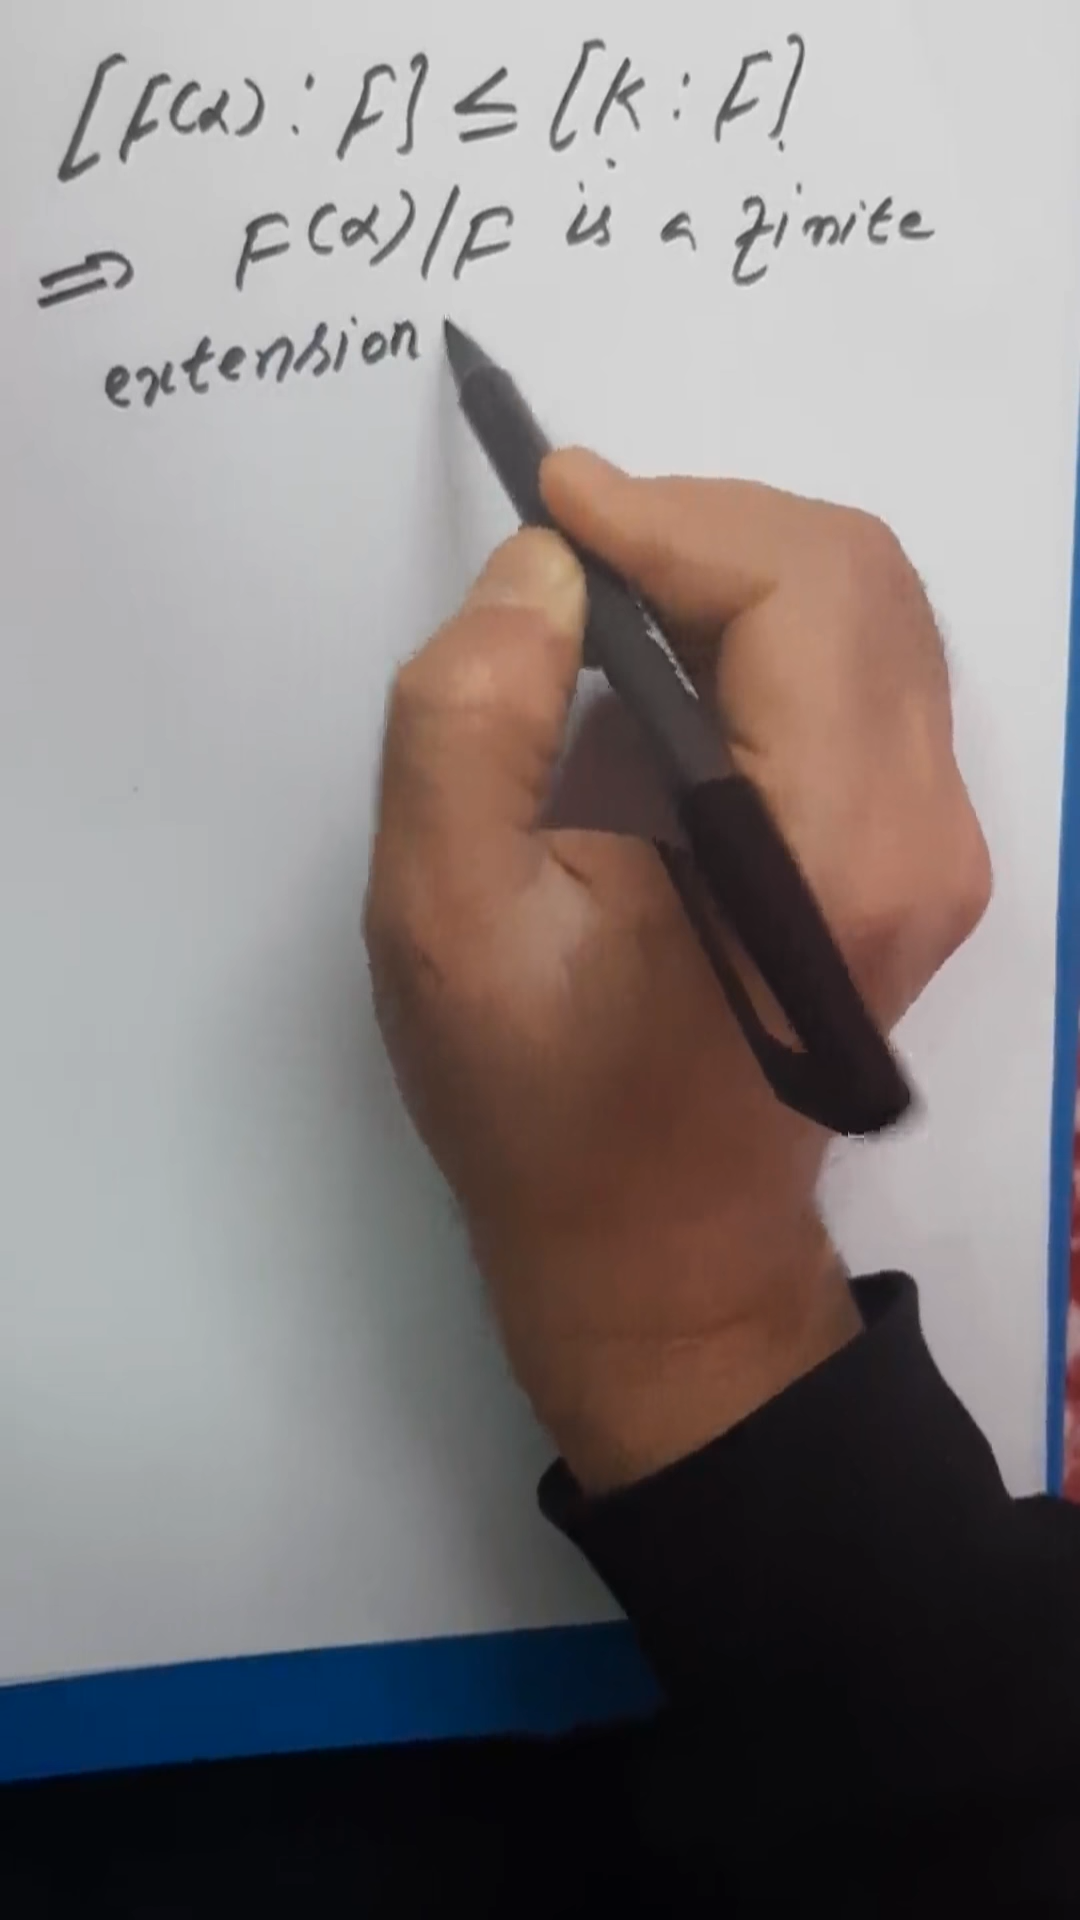 [F(α) : F] ≤ [K : F]
⇒ F(α)/F is a finite
extension